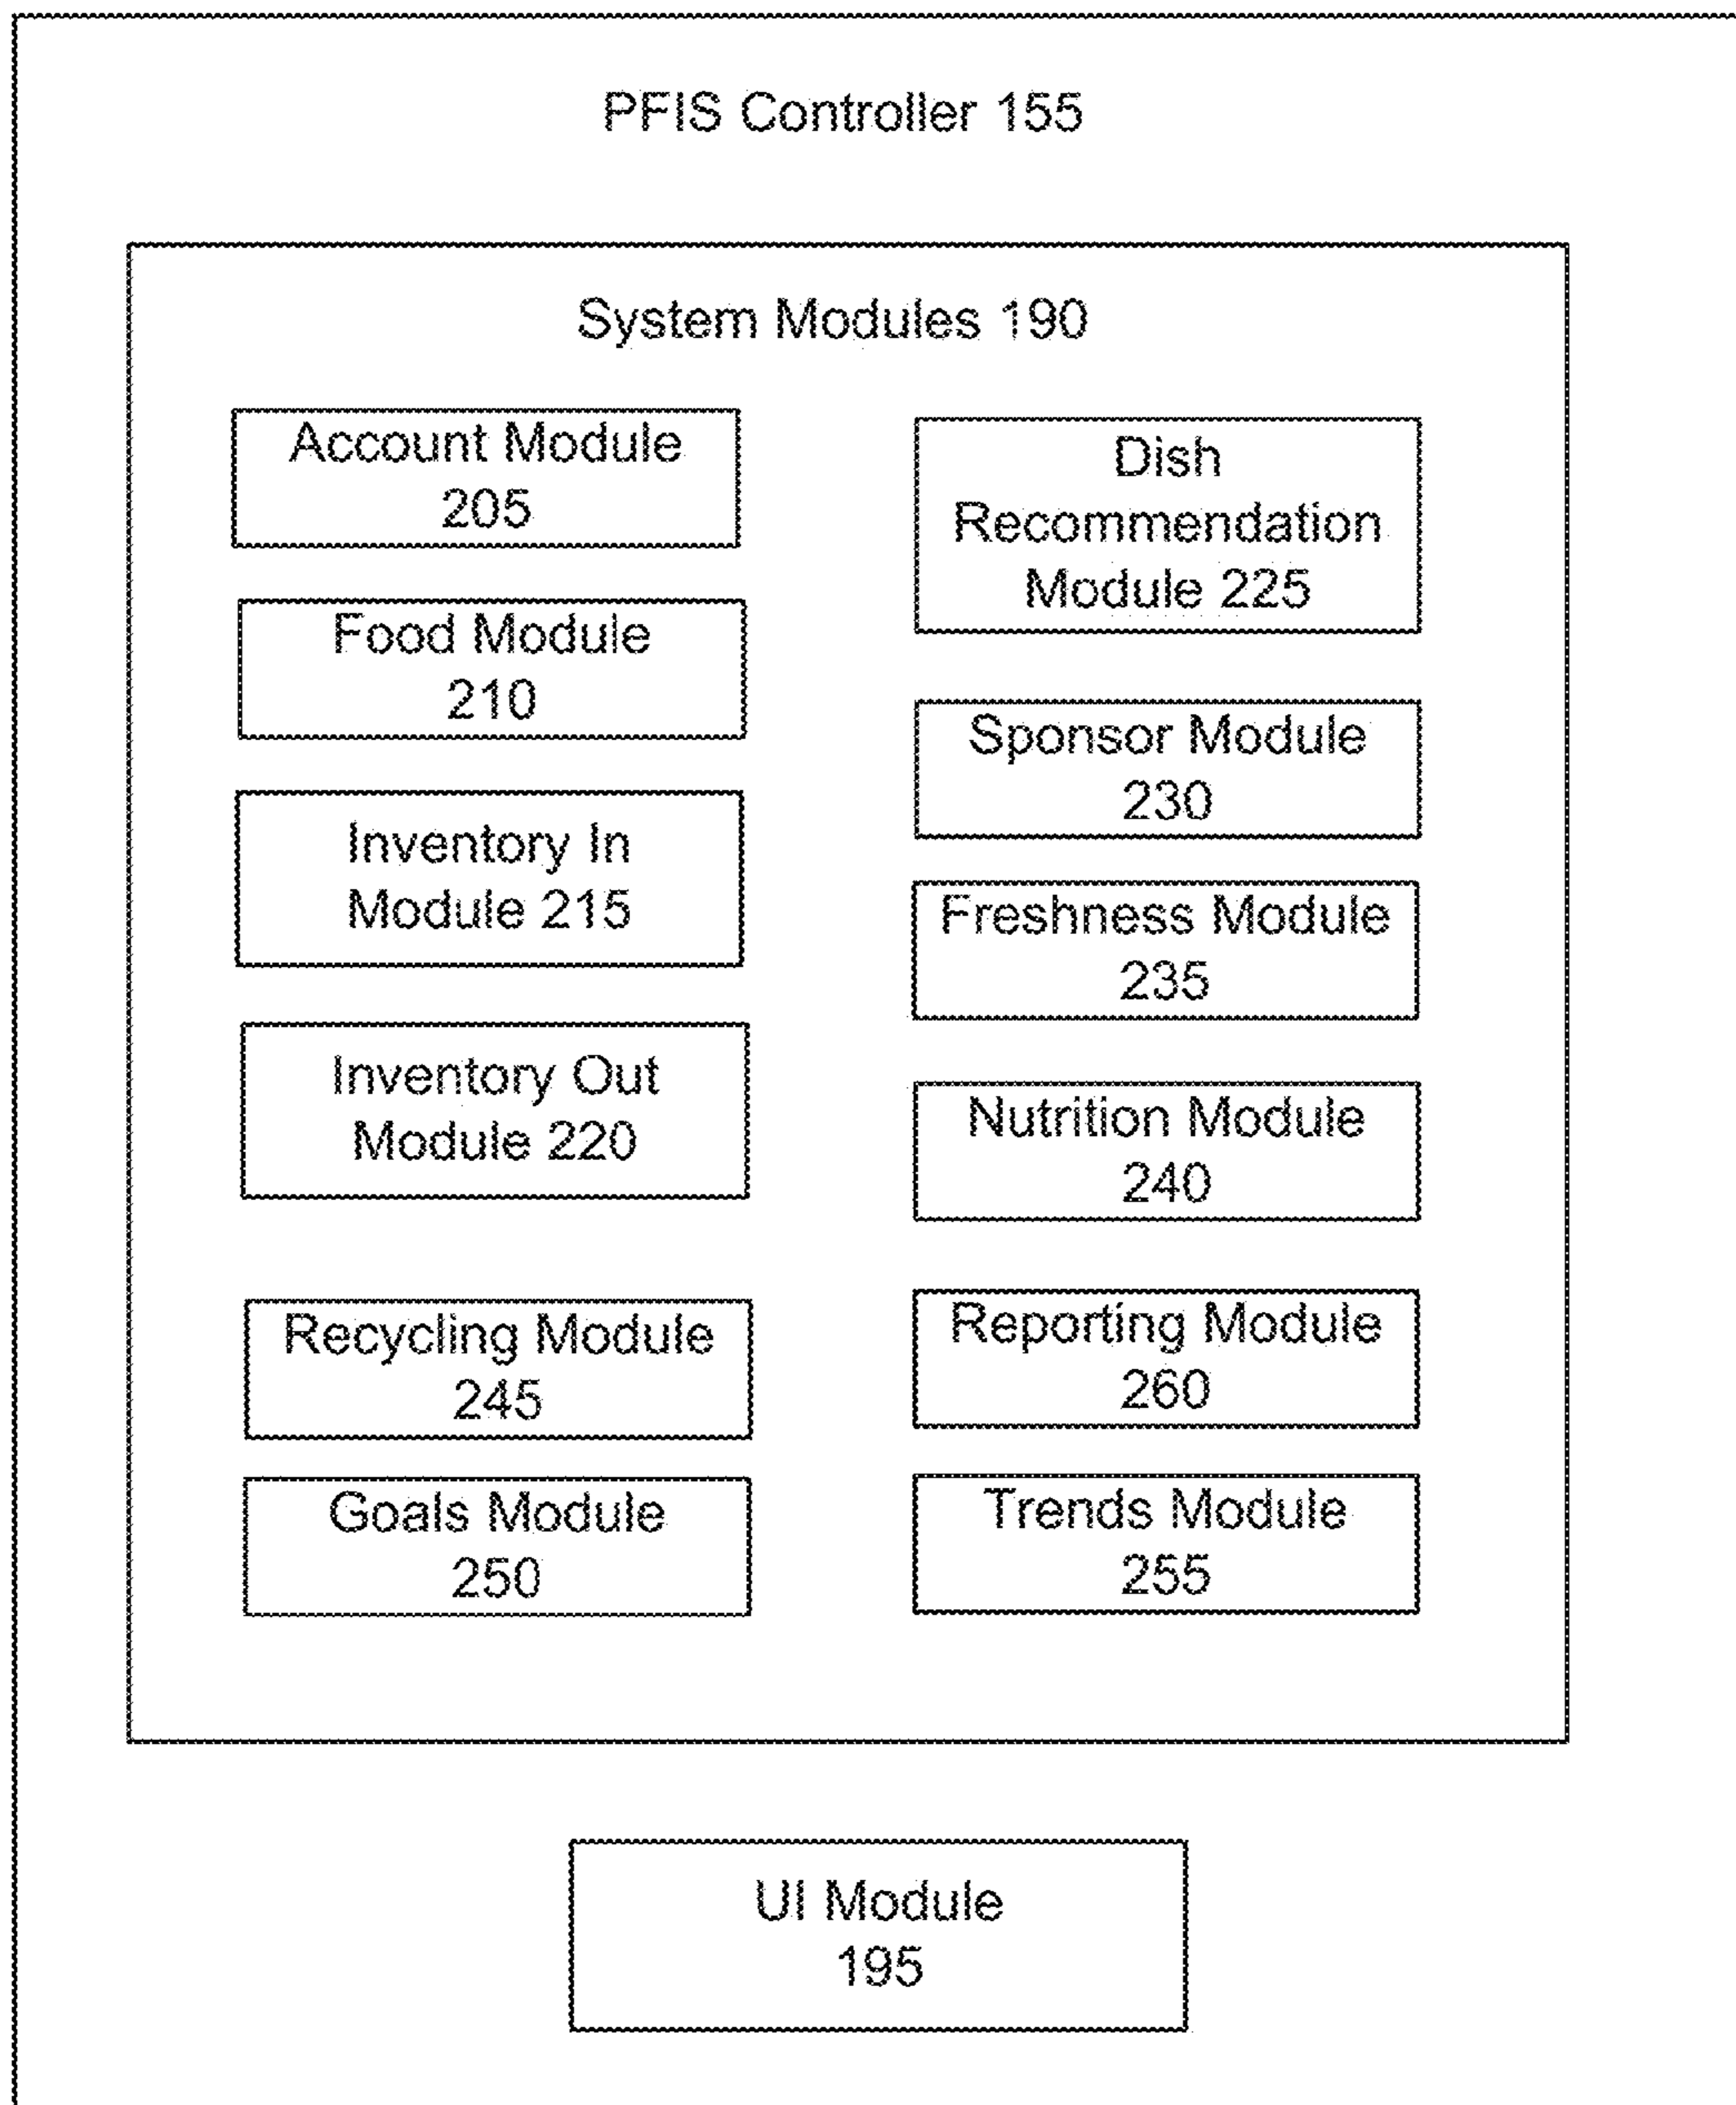 PFIS Controller 155
System Modules 190
Account Module
205
Food Module
210
Inventory In
Module 215
Inventory Out
Module 220
Recycling Module
245
Goals Module
250
Dish
Recommendation
Module 225
Sponsor Module
230
Freshness Module
235
Nutrition Module
240
Reporting Module
260
Trends Module
255
UI Module
195